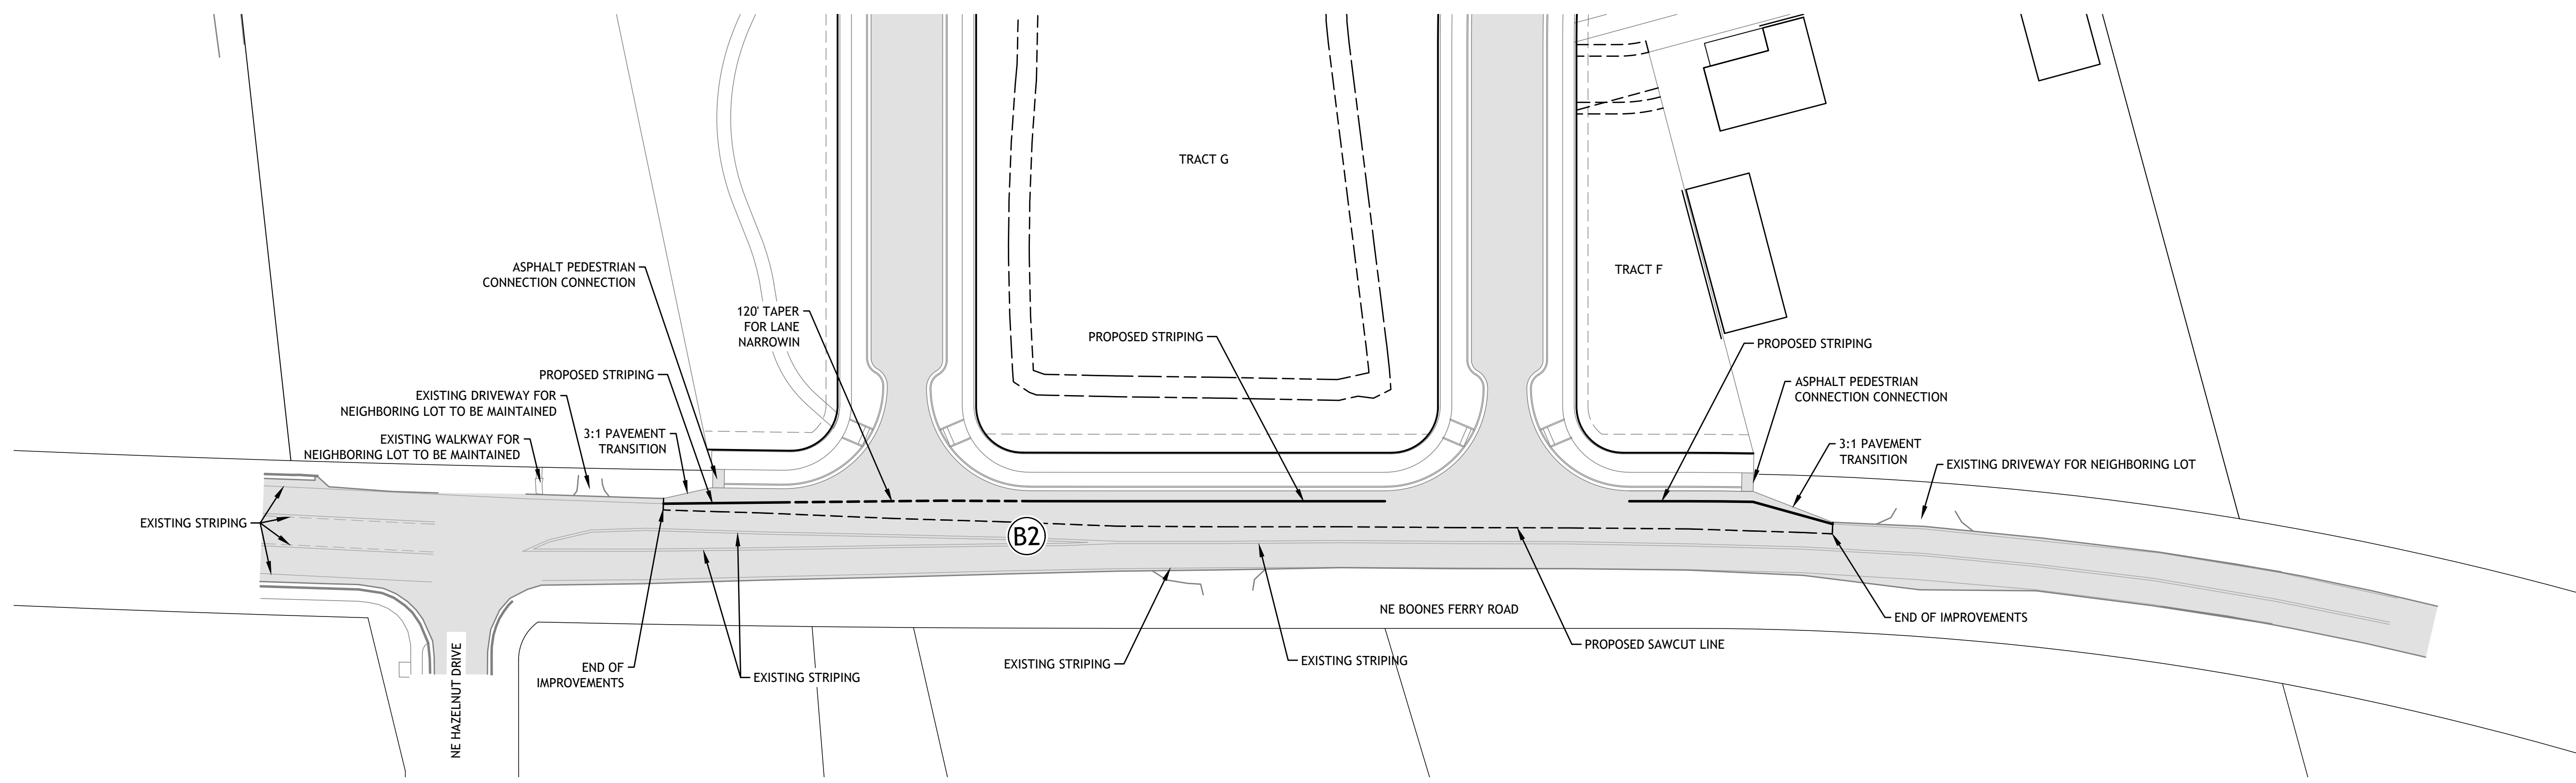 TRACT G
TRACT F
ASPHALT PEDESTRIAN
CONNECTION CONNECTION
120' TAPER
FOR LANE
NARROWIN
PROPOSED STRIPING
PROPOSED STRIPING
PROPOSED STRIPING
ASPHALT PEDESTRIAN
CONNECTION CONNECTION
EXISTING DRIVEWAY FOR
NEIGHBORING LOT TO BE MAINTAINED
3:1 PAVEMENT
TRANSITION
EXISTING WALKWAY FOR
NEIGHBORING LOT TO BE MAINTAINED
3:1 PAVEMENT
TRANSITION
EXISTING DRIVEWAY FOR NEIGHBORING LOT
EXISTING STRIPING
B2
NE BOONES FERRY ROAD
END OF IMPROVEMENTS
PROPOSED SAWCUT LINE
NE HAZELNUT DRIVE
END OF
IMPROVEMENTS
EXISTING STRIPING
EXISTING STRIPING
EXISTING STRIPING